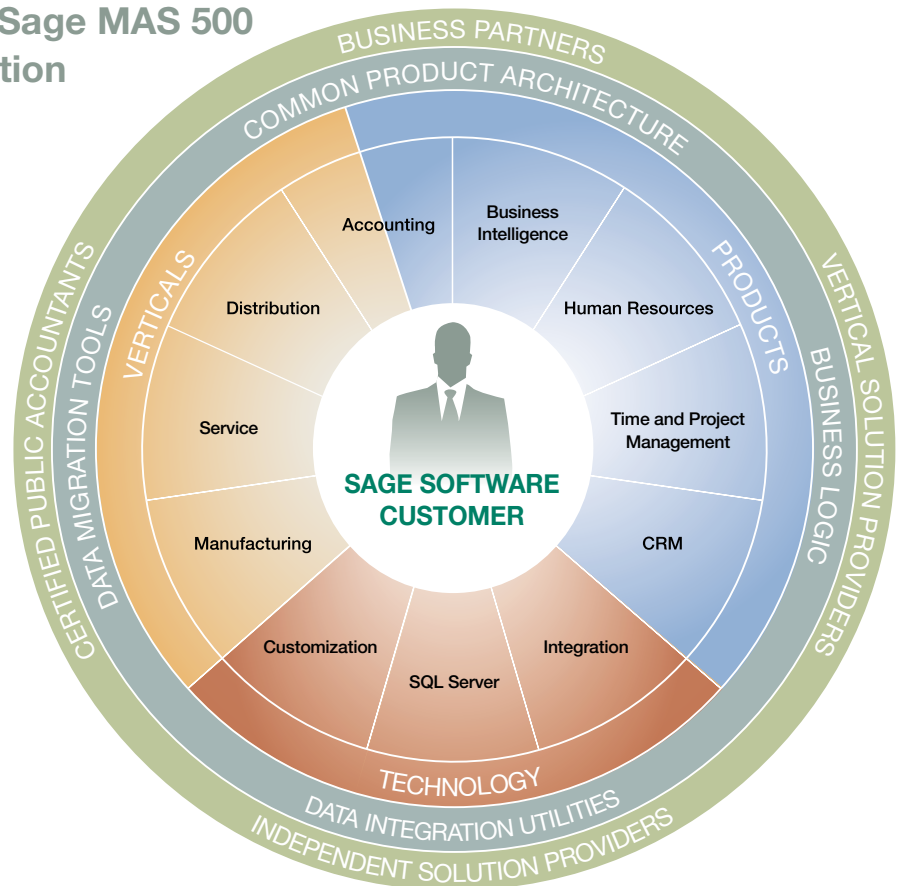 Sage MAS 500
tion
BUSINESS PARTNERS
COMMON PRODUCT ARCHITECTURE
CERTIFIED PUBLIC ACCOUNTANTS
DATA MIGRATION TOOLS
VERTICALS
PRODUCTS
BUSINESS LOGIC
VERTICAL SOLUTION PROVIDERS
Accounting
Business
Intelligence
Distribution
Human Resources
Service
Time and Project
Management
Manufacturing
CRM
SAGE SOFTWARE
CUSTOMER
Customization
SQL Server
Integration
TECHNOLOGY
DATA INTEGRATION UTILITIES
INDEPENDENT SOLUTION PROVIDERS